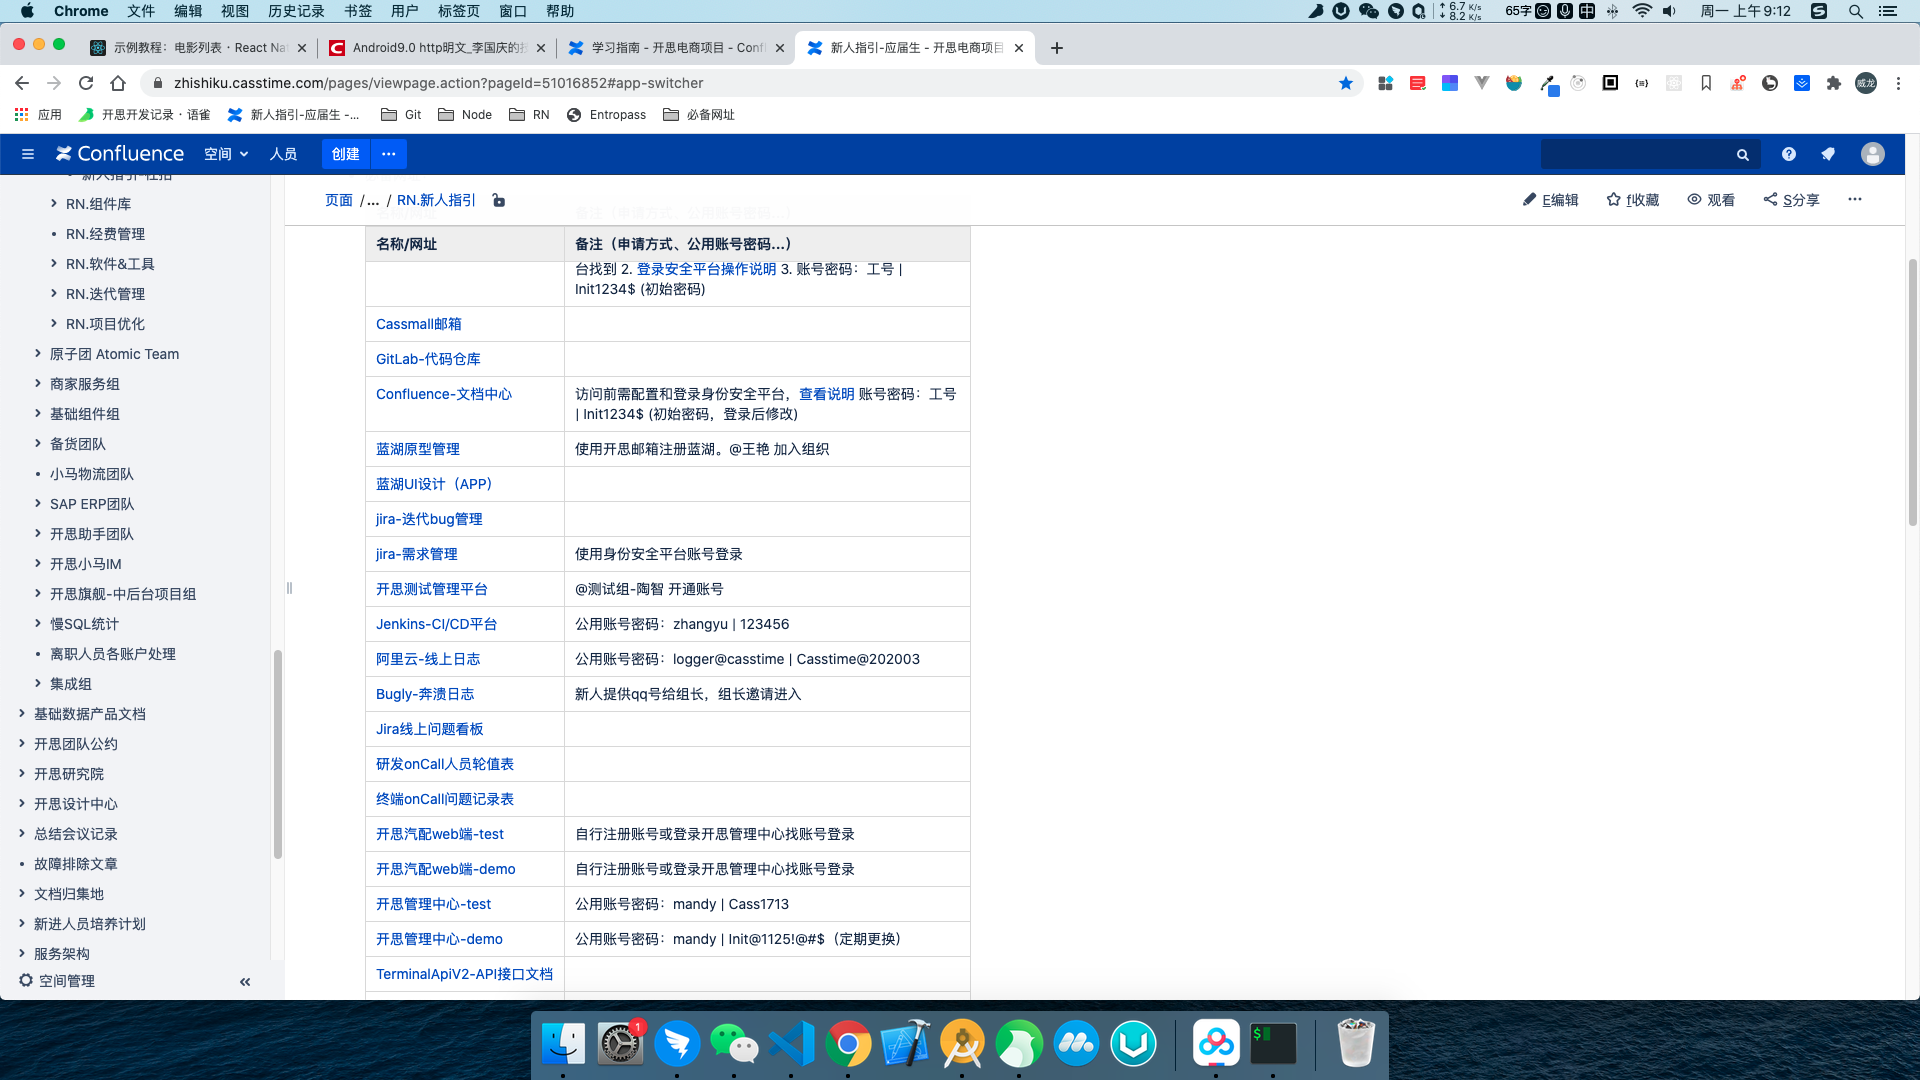 Chrome 文件 编辑 视图 历史记录 书签 用户 标签页 窗口 帮助
6.7 K/s 8.2 K/s 65字 中 周一 上午9:12
示例教程：电影列表 · React Na
Android9.0 http明文_李国庆的技
学习指南 - 开思电商项目 - Confl
新人指引-应届生 - 开思电商项目
zhishiku.casstime.com/pages/viewpage.action?pageId=51016852#app-switcher
威龙
应用 开思开发记录 · 语雀 新人指引-应届生 -... Git Node RN Entropass 必备网址
Confluence 空间 人员 创建 ...
新人指引-社招
RN.组件库
RN.经费管理
RN.软件&工具
RN.迭代管理
RN.项目优化
原子团 Atomic Team
商家服务组
基础组件组
备货团队
小马物流团队
SAP ERP团队
开思助手团队
开思小马IM
开思旗舰-中后台项目组
慢SQL统计
离职人员各账户处理
集成组
基础数据产品文档
开思团队公约
开思研究院
开思设计中心
总结会议记录
故障排除文章
文档归集地
新进人员培养计划
服务架构
空间管理
页面 /... / RN.新人指引
E编辑 f收藏 观看 S分享 ...
名称/网址 备注（申请方式、公用账号密码...）
台找到 2. 登录安全平台操作说明 3. 账号密码：工号 |
Init1234$ (初始密码)
Cassmall邮箱
GitLab-代码仓库
Confluence-文档中心 访问前需配置和登录身份安全平台，查看说明 账号密码：工号
| Init1234$ (初始密码，登录后修改)
蓝湖原型管理 使用开思邮箱注册蓝湖。@王艳 加入组织
蓝湖UI设计（APP）
jira-迭代bug管理
jira-需求管理 使用身份安全平台账号登录
开思测试管理平台 @测试组-陶智 开通账号
Jenkins-CI/CD平台 公用账号密码：zhangyu | 123456
阿里云-线上日志 公用账号密码：logger@casstime | Casstime@202003
Bugly-奔溃日志 新人提供qq号给组长，组长邀请进入
Jira线上问题看板
研发onCall人员轮值表
终端onCall问题记录表
开思汽配web端-test 自行注册账号或登录开思管理中心找账号登录
开思汽配web端-demo 自行注册账号或登录开思管理中心找账号登录
开思管理中心-test 公用账号密码：mandy | Cass1713
开思管理中心-demo 公用账号密码：mandy | Init@1125!@#$（定期更换）
TerminalApiV2-API接口文档
1
$